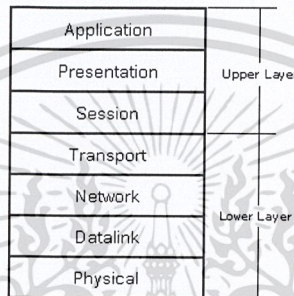 Application
Presentation
Upper Laye
Session
Transport
Network
Lower Layer
Datalink
Physical